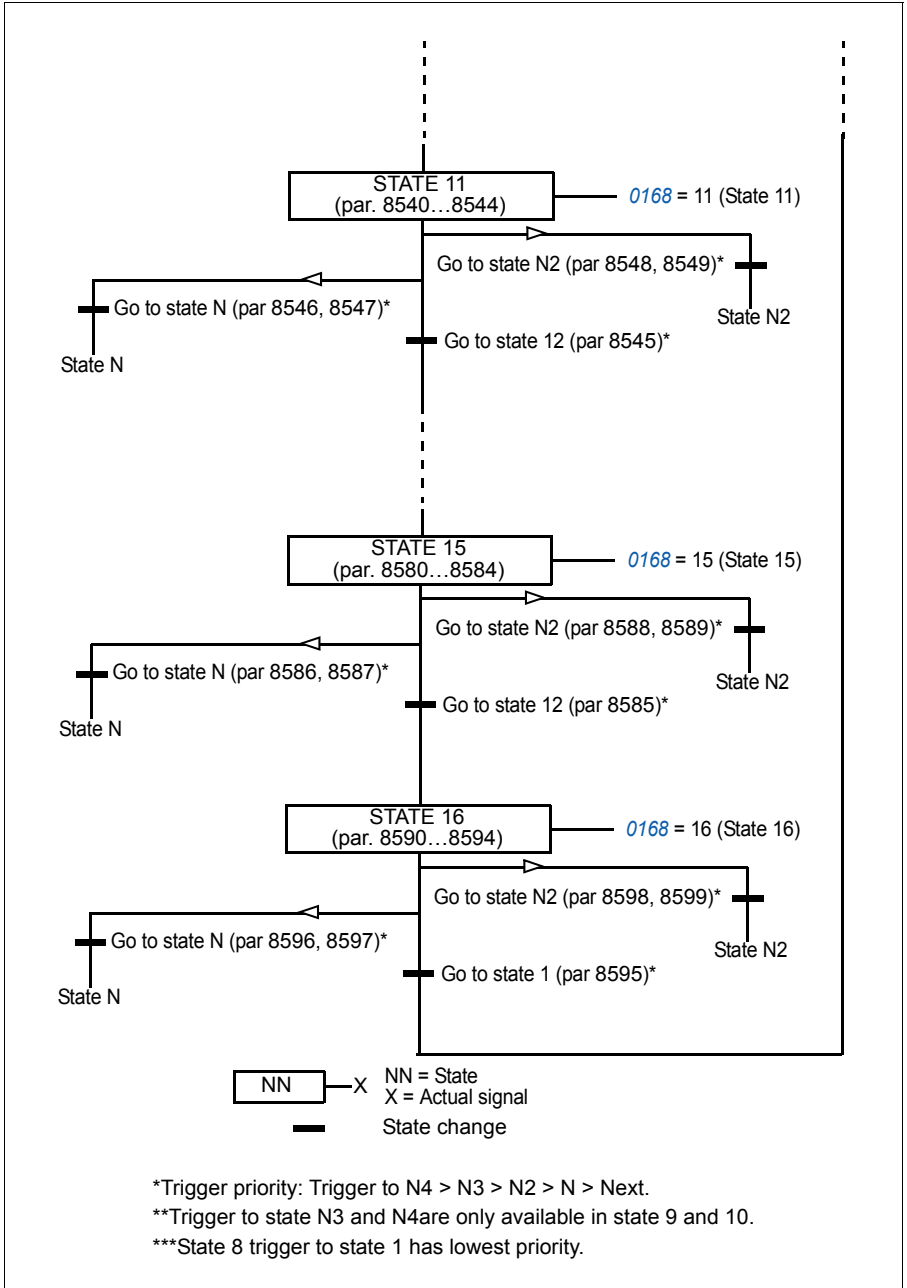 STATE 11
(par. 8540…8544)
0168 = 11 (State 11)
Go to state N2 (par 8548, 8549)*
Go to state N (par 8546, 8547)*
State N2
Go to state 12 (par 8545)*
State N
STATE 15
(par. 8580…8584)
0168 = 15 (State 15)
Go to state N2 (par 8588, 8589)*
Go to state N (par 8586, 8587)*
State N2
Go to state 12 (par 8585)*
State N
STATE 16
(par. 8590…8594)
0168 = 16 (State 16)
Go to state N2 (par 8598, 8599)*
Go to state N (par 8596, 8597)*
State N2
Go to state 1 (par 8595)*
State N
NN
X
NN = State
X = Actual signal
State change
*Trigger priority: Trigger to N4 > N3 > N2 > N > Next.
**Trigger to state N3 and N4are only available in state 9 and 10.
***State 8 trigger to state 1 has lowest priority.